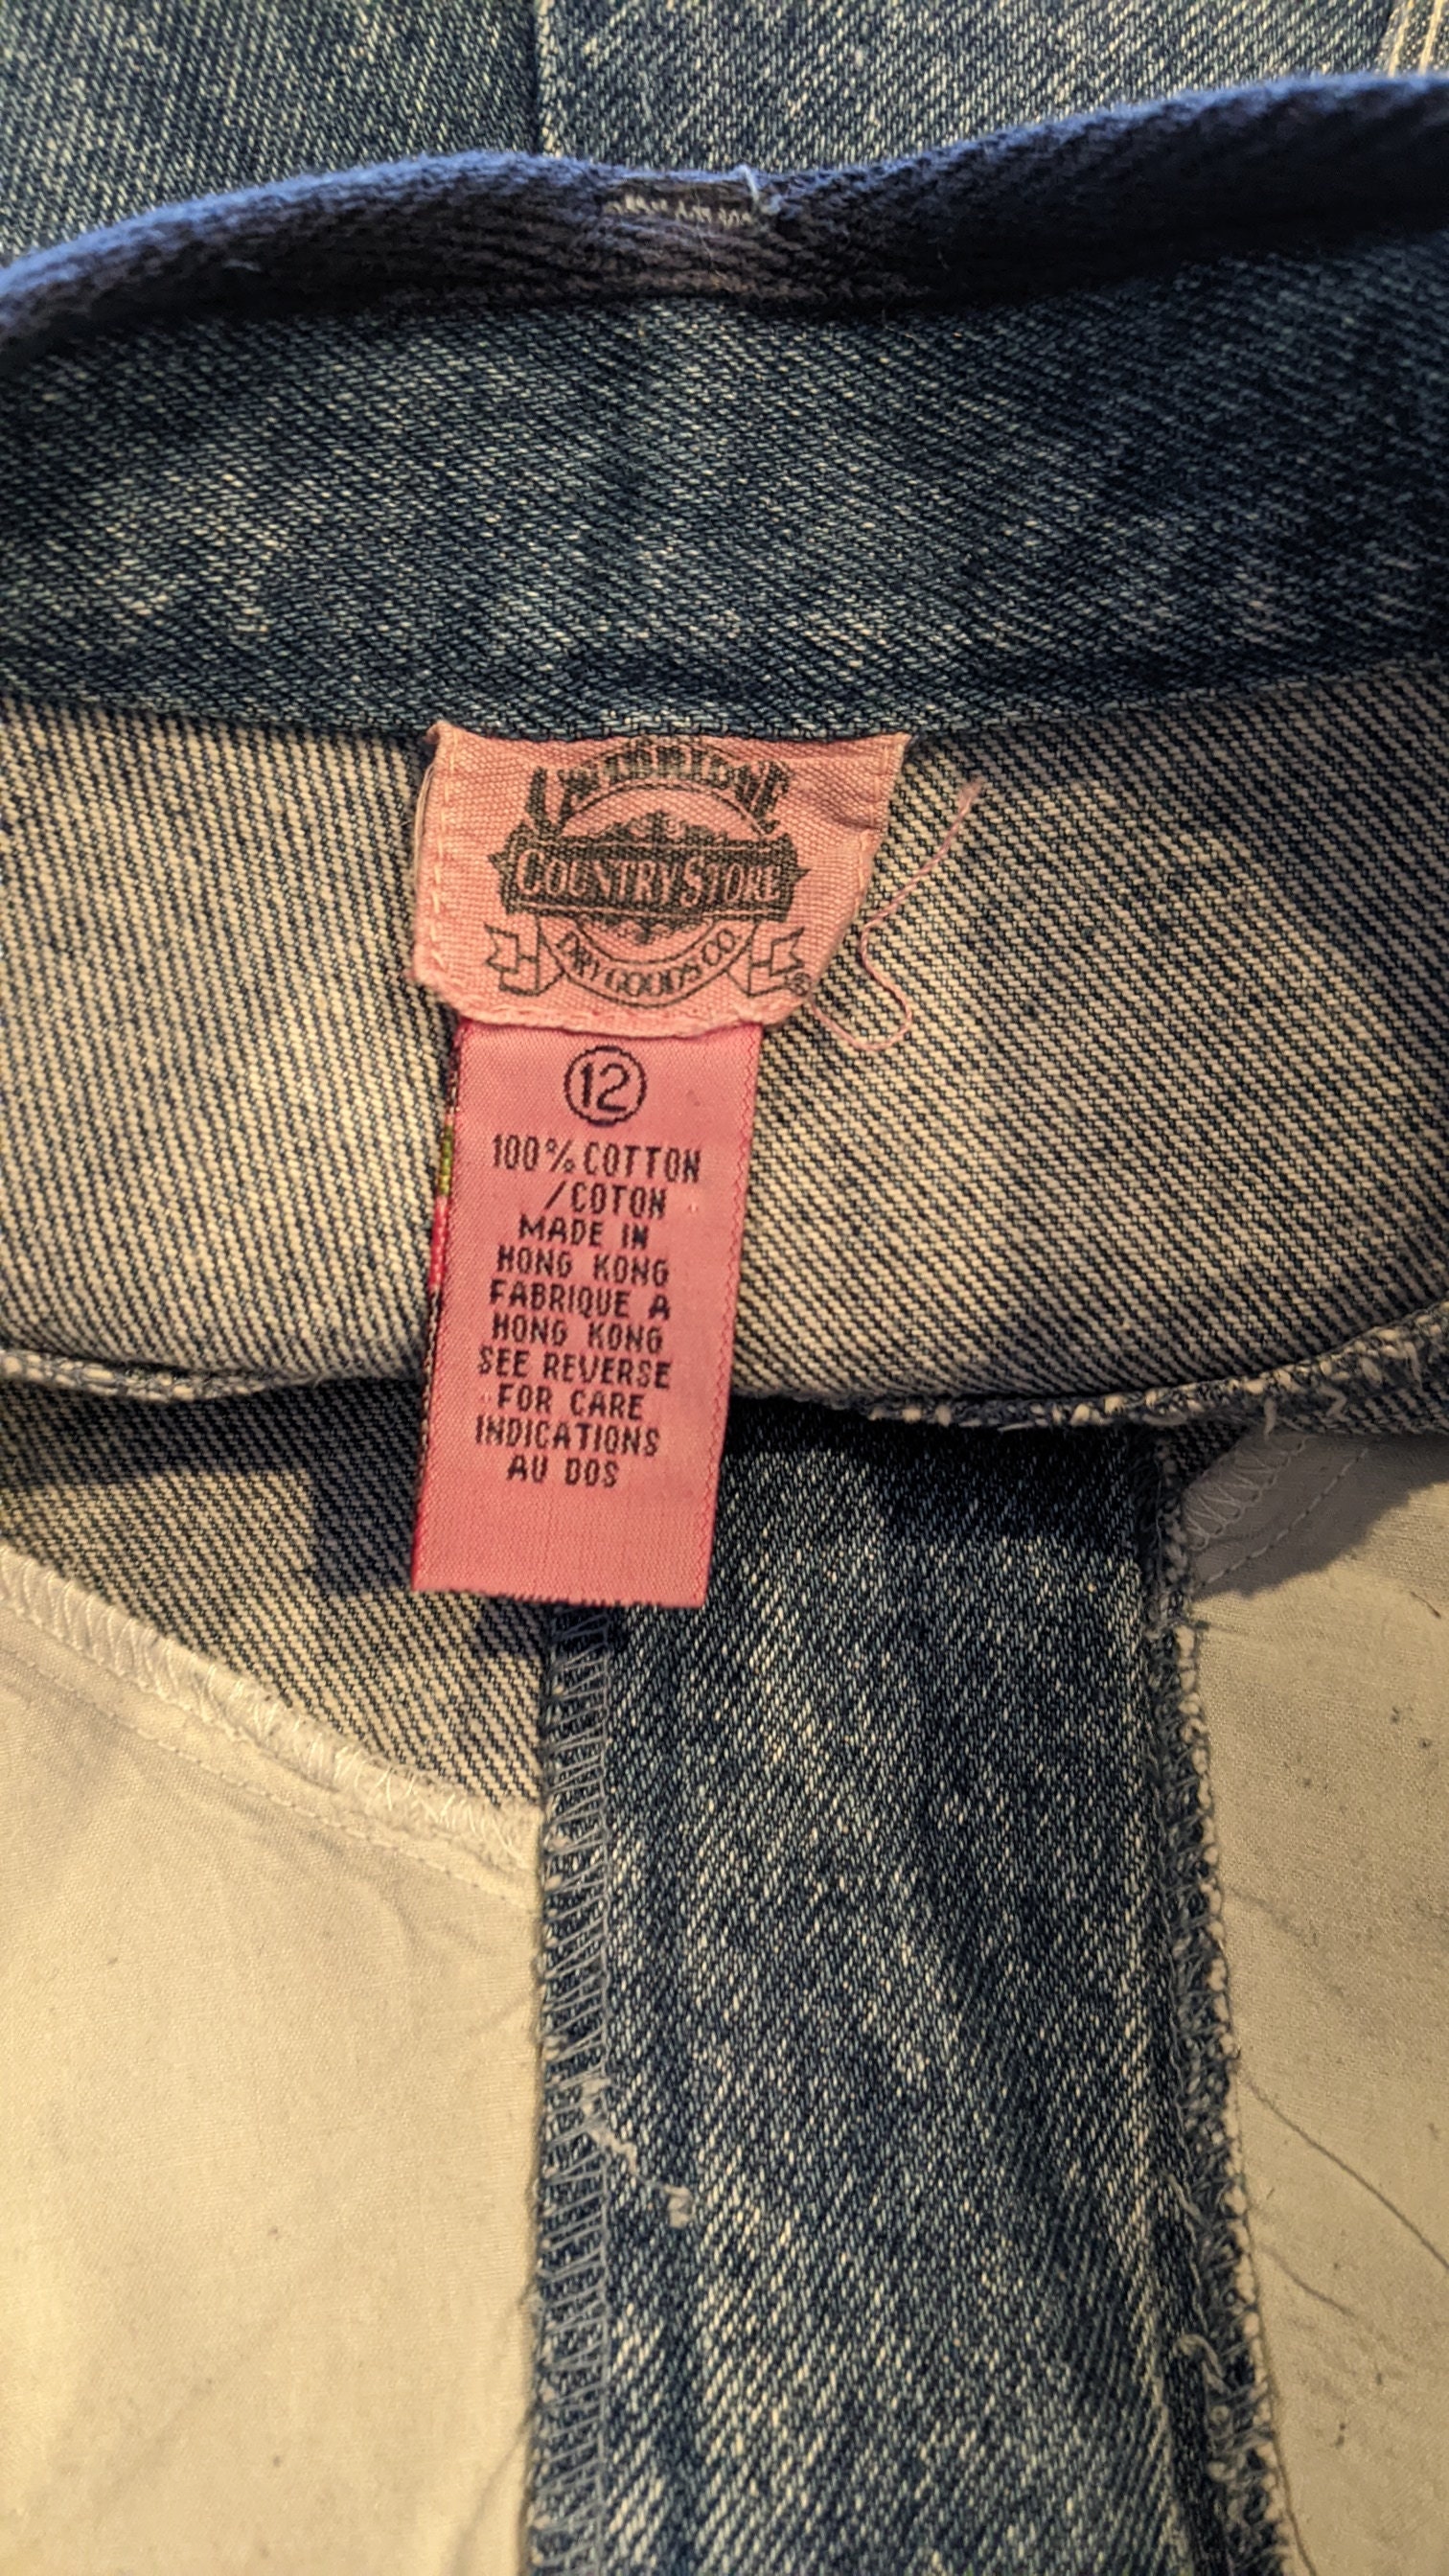 COUNTRY STORE
DRY GOODS CO.
®
12
100% COTTON
/COTON
MADE IN
HONG KONG
FABRIQUE A
HONG KONG
SEE REVERSE
FOR CARE
INDICATIONS
AU DOS